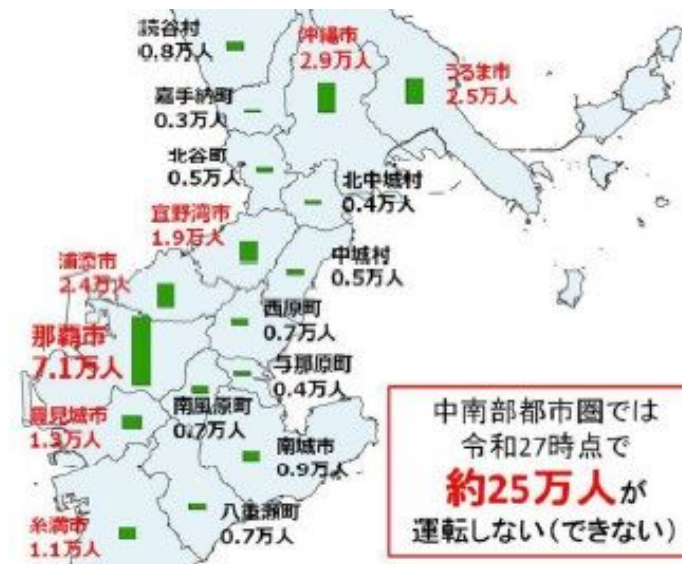 読谷村
0.8万人
沖縄市
2.9万人
うるま市
2.5万人
嘉手納町
0.3万人
北谷町
0.5万人
北中城村
0.4万人
宜野湾市
1.9万人
中城村
0.5万人
浦添市
2.4万人
西原町
0.7万人
那覇市
7.1万人
与那原町
0.4万人
南風原町
0.7万人
豊見城市
1.3万人
南城市
0.9万人
八重瀬町
0.7万人
糸満市
1.1万人
中南部都市圏では
令和27時点で
約25万人が
運転しない(できない)